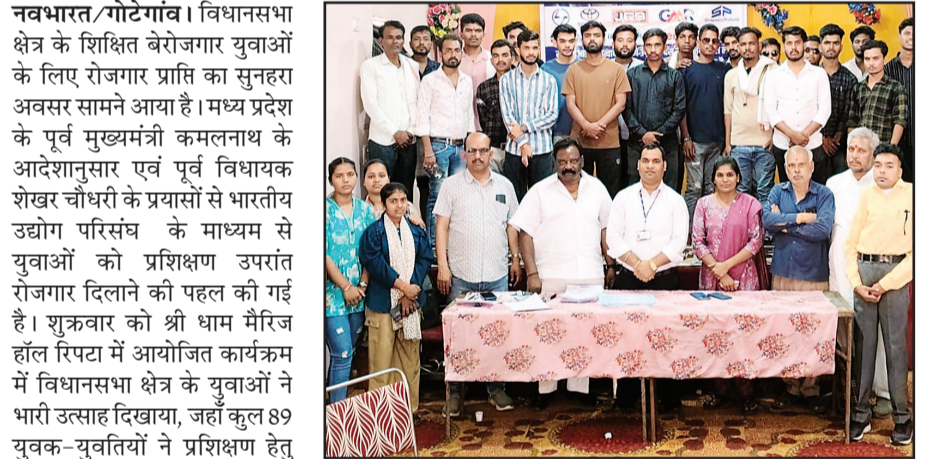 नवभारत/गोटेगांव। विधानसभा
क्षेत्र के शिक्षित बेरोजगार युवाओं
के लिए रोजगार प्राप्ति का सुनहरा
अवसर सामने आया है। मध्य प्रदेश
के पूर्व मुख्यमंत्री कमलनाथ के
आदेशानुसार एवं पूर्व विधायक
शेखर चौधरी के प्रयासों से भारतीय
उद्योग परिसंघ के माध्यम से
युवाओं को प्रशिक्षण उपरांत
रोजगार दिलाने की पहल की गई
है। शुक्रवार को श्री धाम मैरिज
हॉल रिपटा में आयोजित कार्यक्रम
में विधानसभा क्षेत्र के युवाओं ने
भारी उत्साह दिखाया, जहाँ कुल 89
युवक-युवतियों ने प्रशिक्षण हेतु